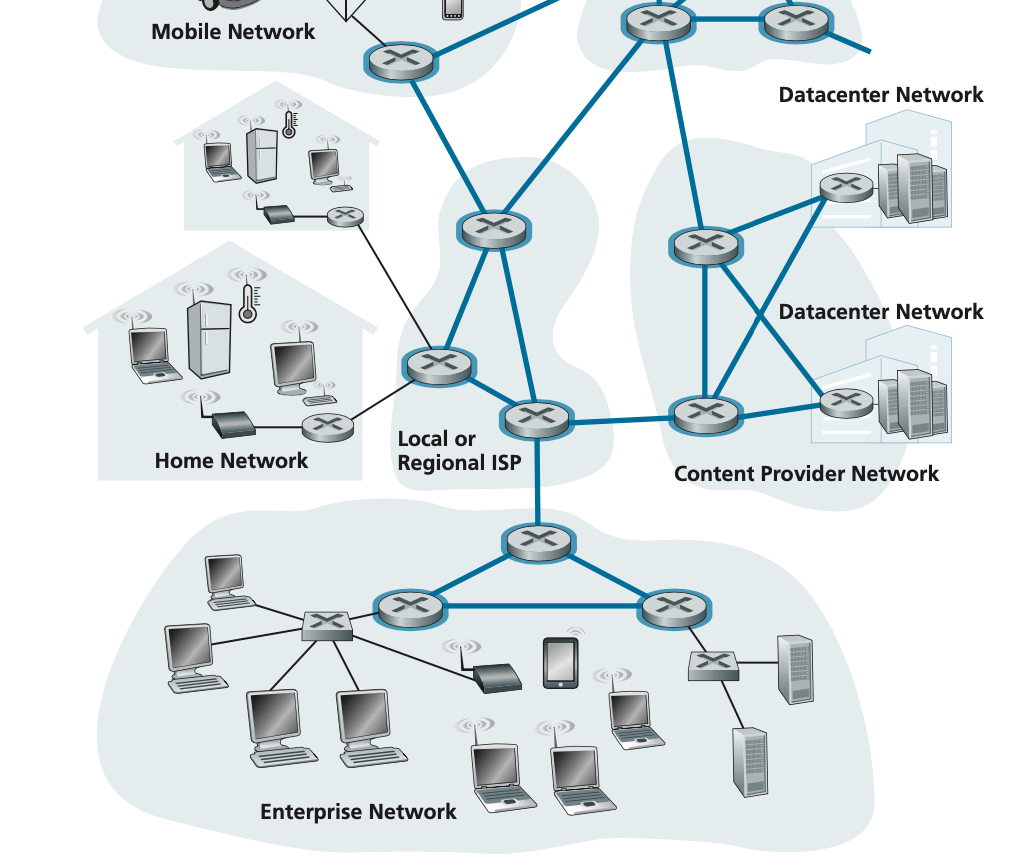 Mobile Network
Datacenter Network
Datacenter Network
Home Network
Local or
Regional ISP
Content Provider Network
Enterprise Network